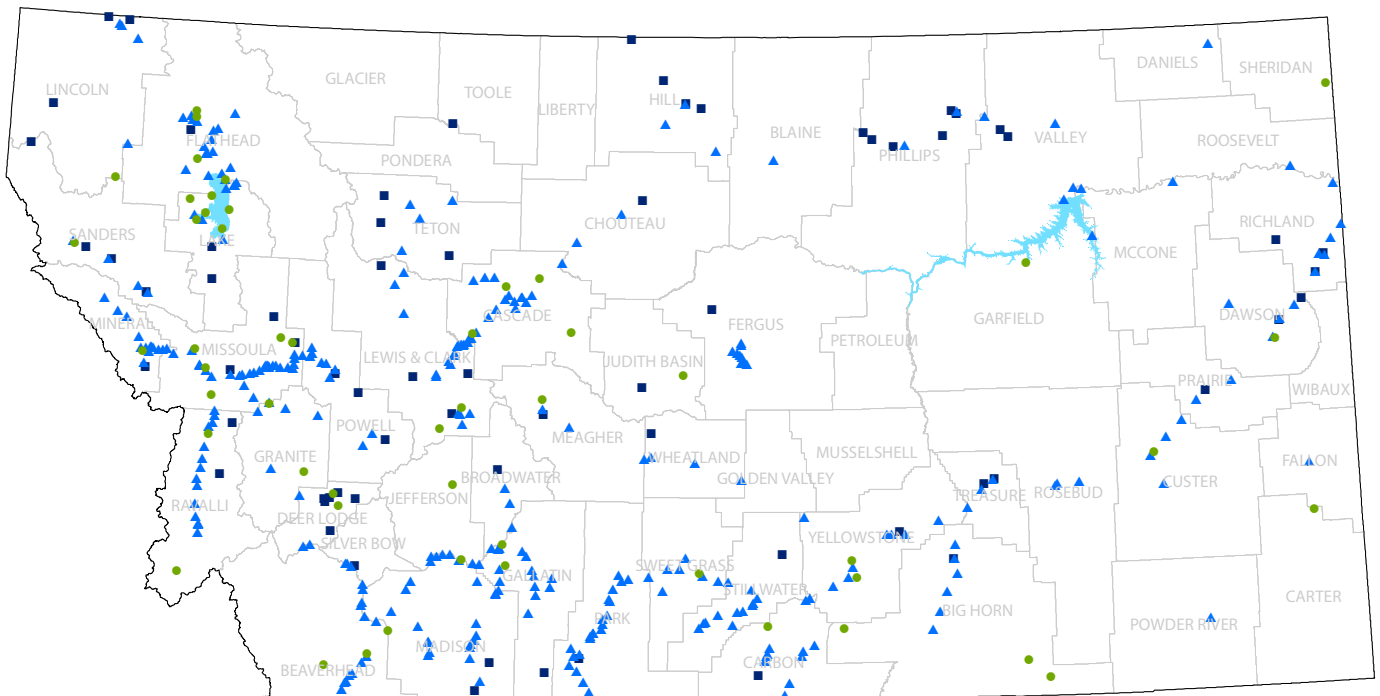 DANIELS
SHERIDAN
GLACIER
LINCOLN
TOOLE
HILL
LIBERTY
BLAINE
VALLEY
FLATHEAD
ROOSEVELT
PHILLIPS
PONDERA
RICHLAND
CHOUTEAU
TETON
SANDERS
LAKE
MCCONE
CASCADE
DAWSON
GARFIELD
MINERAL
FERGUS
PETROLEUM
MISSOULA
LEWIS & CLARK
JUDITH BASIN
PRAIRIE
WIBAUX
POWELL
MEAGHER
MUSSELSHELL
GRANITE
WHEATLAND
FALLON
BROADWATER
GOLDEN VALLEY
CUSTER
TREASURE
ROSEBUD
JEFFERSON
RAVALLI
DEER LODGE
YELLOWSTONE
SILVER BOW
SWEET GRASS
GALLATIN
STILLWATER
CARTER
BIG HORN
PARK
POWDER RIVER
MADISON
CARBON
BEAVERHEAD